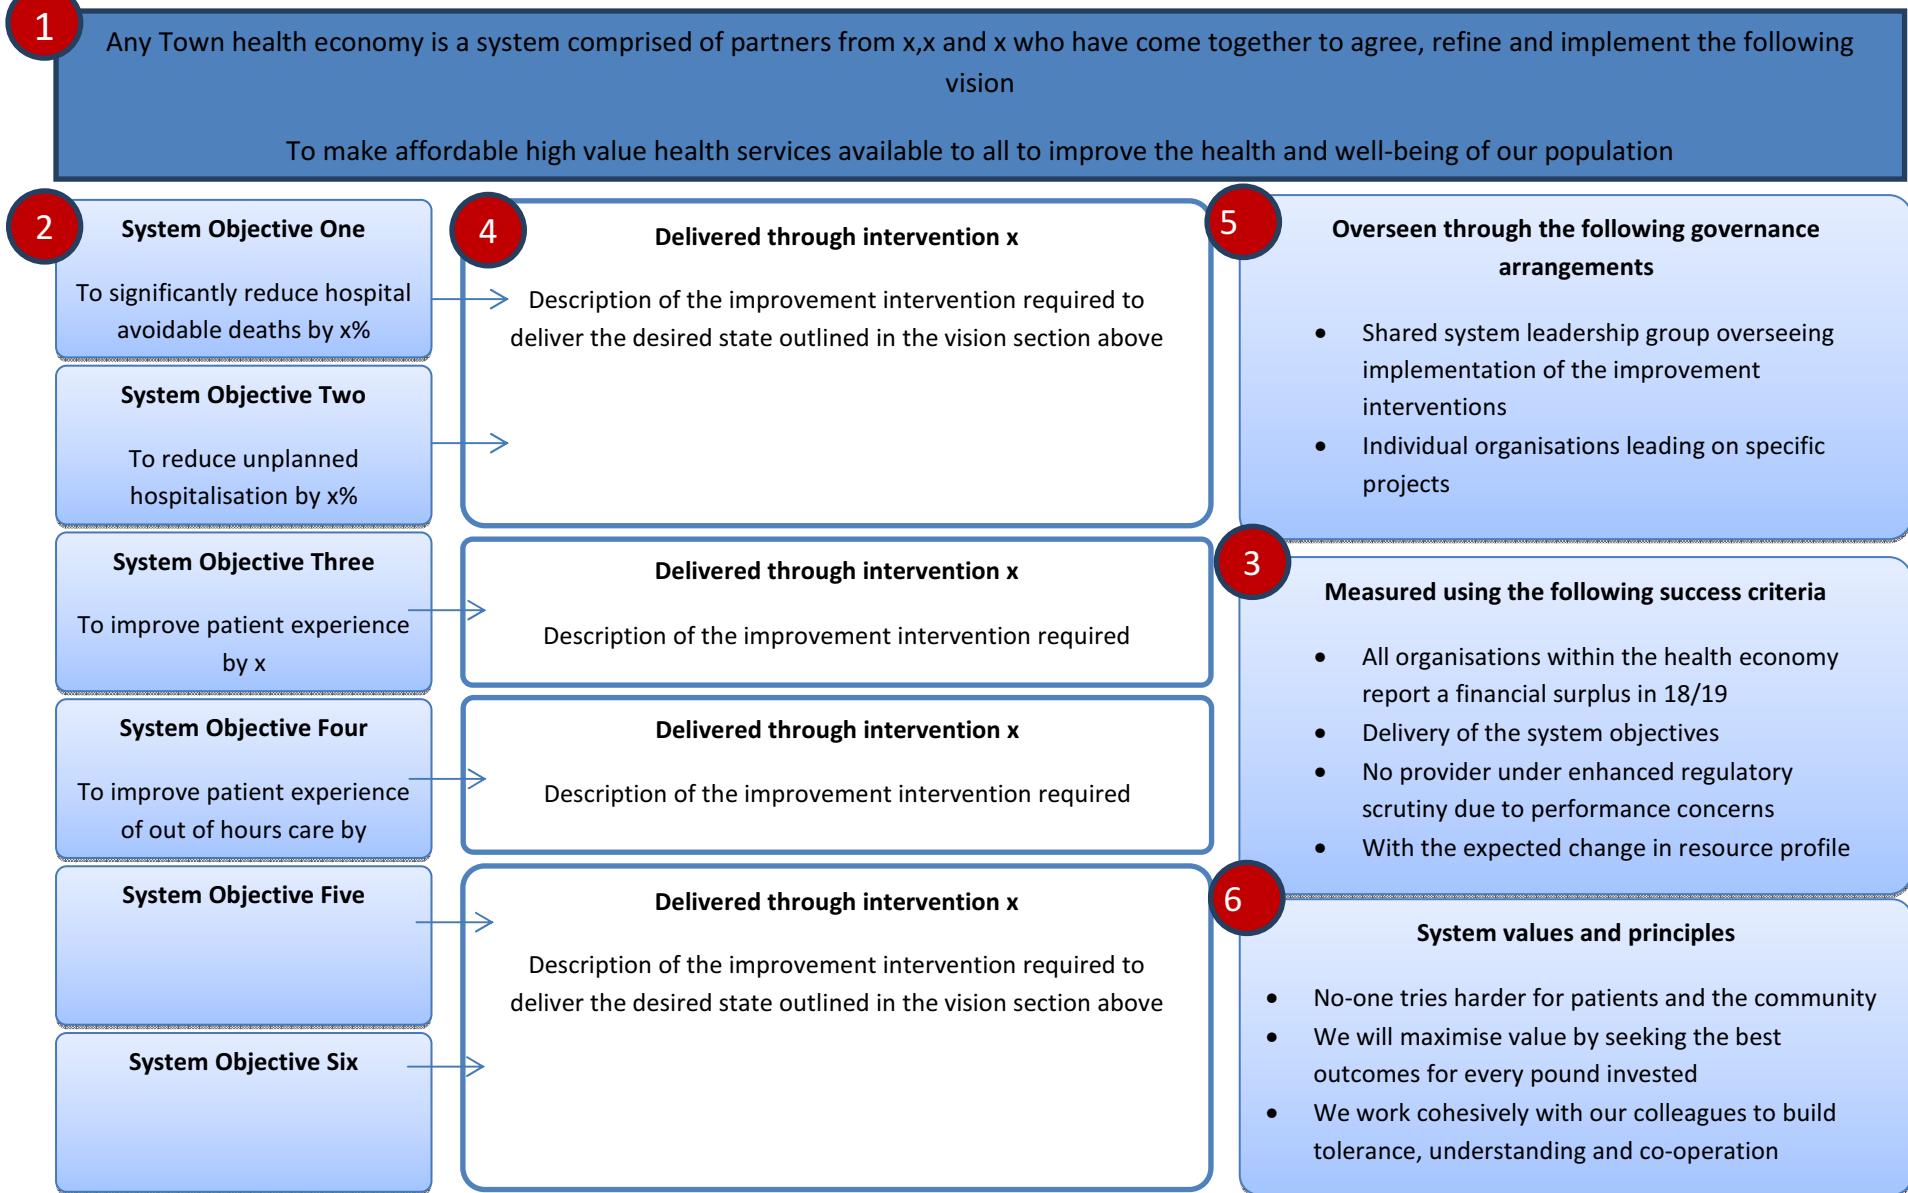 1
Any Town health economy is a system comprised of partners from x,x and x who have come together to agree, refine and implement the following
vision
To make affordable high value health services available to all to improve the health and well-being of our population
2
System Objective One
To significantly reduce hospital
avoidable deaths by x%
System Objective Two
To reduce unplanned
hospitalisation by x%
System Objective Three
To improve patient experience
by x
System Objective Four
To improve patient experience
of out of hours care by
System Objective Five
System Objective Six
4
Delivered through intervention x
Description of the improvement intervention required to
deliver the desired state outlined in the vision section above
Delivered through intervention x
Description of the improvement intervention required
Delivered through intervention x
Description of the improvement intervention required
Delivered through intervention x
Description of the improvement intervention required to
deliver the desired state outlined in the vision section above
5
Overseen through the following governance
arrangements
• Shared system leadership group overseeing
implementation of the improvement
interventions
• Individual organisations leading on specific
projects
3
Measured using the following success criteria
• All organisations within the health economy
report a financial surplus in 18/19
• Delivery of the system objectives
• No provider under enhanced regulatory
scrutiny due to performance concerns
• With the expected change in resource profile
6
System values and principles
• No-one tries harder for patients and the community
• We will maximise value by seeking the best
outcomes for every pound invested
• We work cohesively with our colleagues to build
tolerance, understanding and co-operation